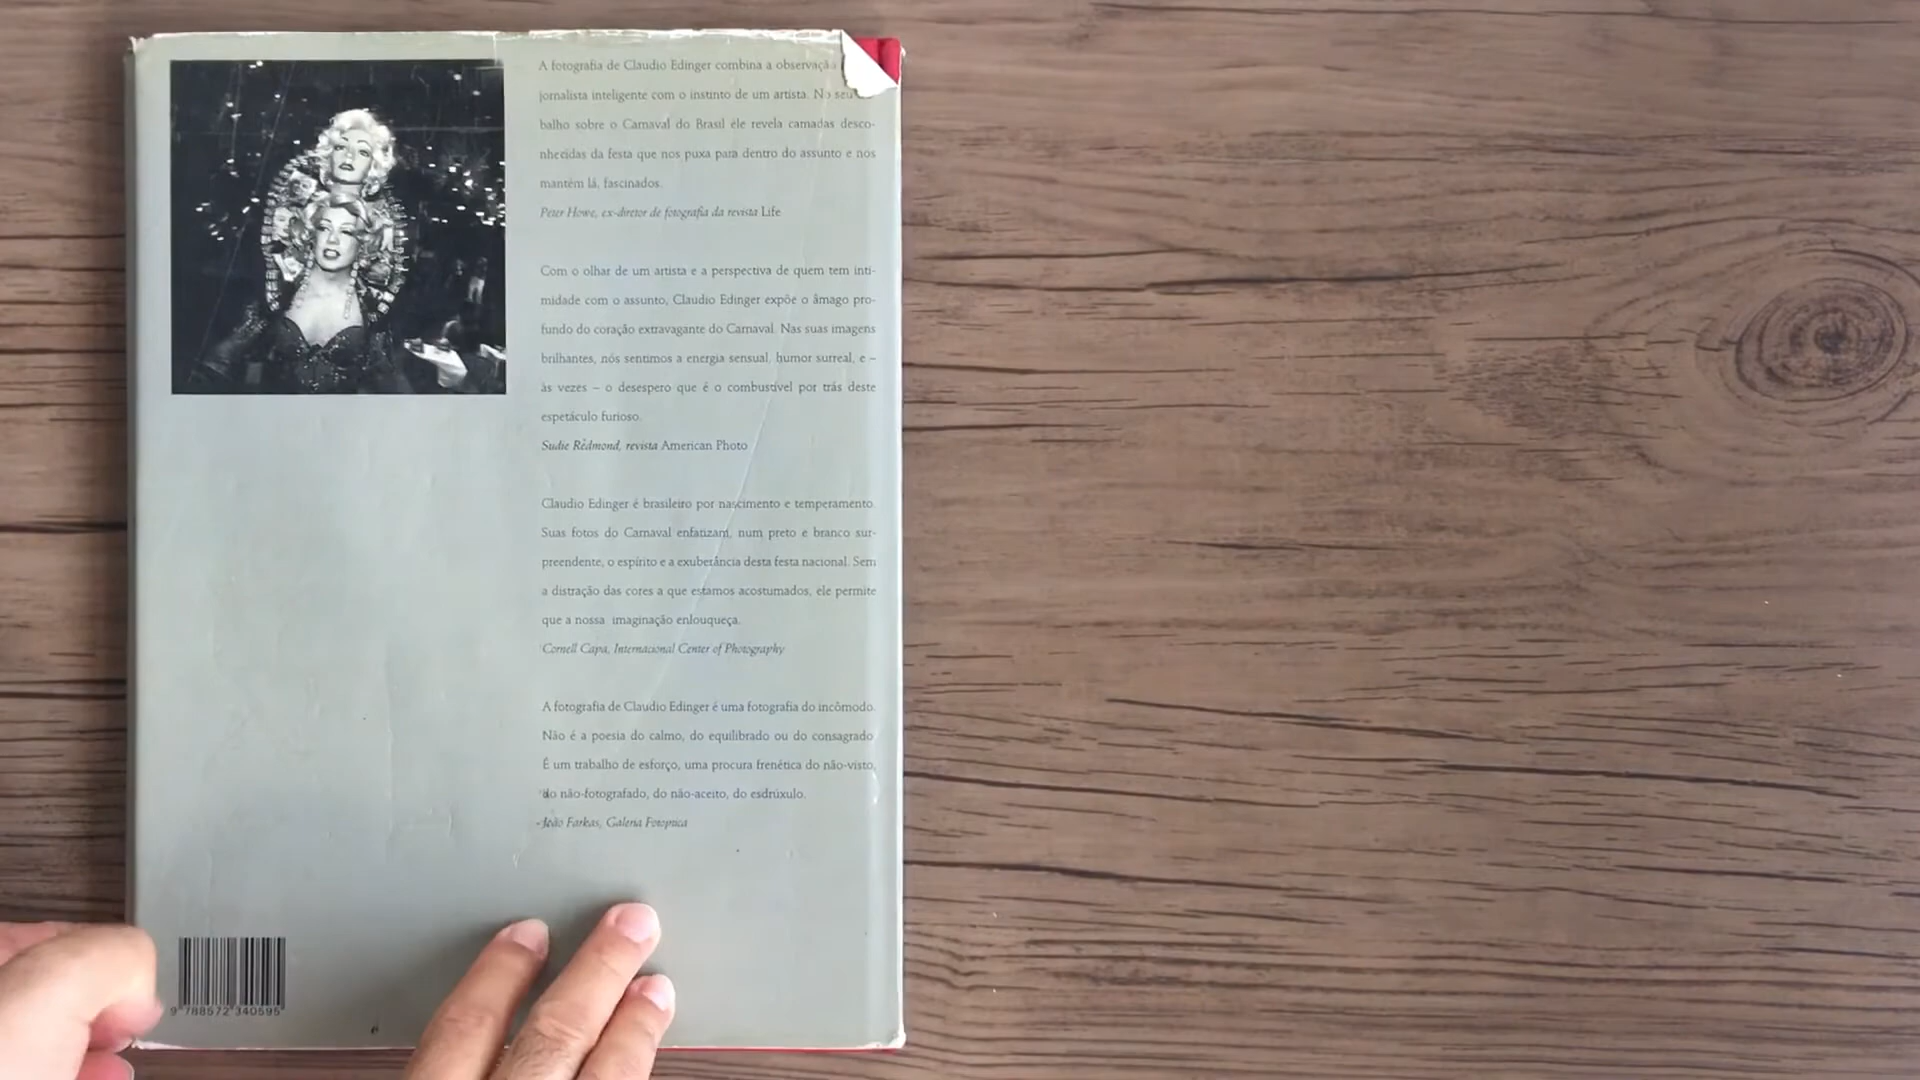 A fotografia de Claudio Edinger combina a observaçã
jornalista inteligente com o instinto de um artista. No seu
balho sobre o Carnaval do Brasil ele revela camadas desco-
nhecidas da festa que nos puxa para dentro do assunto e nos
mantém lá, fascinados.
Peter Howe, ex-diretor de fotografia da revista Life
Com o olhar de um artista e a perspectiva de quem tem inti-
midade com o assunto, Claudio Edinger expõe o âmago pro-
fundo do coração extravagante do Carnaval. Nas suas imagens
brilhantes, nós sentimos a energia sensual, humor surreal, e –
às vezes – o desespero que é o combustível por trás deste
espetáculo furioso.
Sudie Redmond, revista American Photo
Claudio Edinger é brasileiro por nascimento e temperamento.
Suas fotos do Carnaval enfatizam, num preto e branco sur-
preendente, o espírito e a exuberância desta festa nacional. Sem
a distração das cores a que estamos acostumados, ele permite
que a nossa imaginação enlouqueça.
Cornell Capa, Internacional Center of Photography
A fotografia de Claudio Edinger é uma fotografia do incômodo.
Não é a poesia do calmo, do equilibrado ou do consagrado
É um trabalho de esforço, uma procura frenética do não-visto,
do não-fotografado, do não-aceito, do esdrúxulo.
João Farkas, Galeria Fotoptica
9 788572 340595